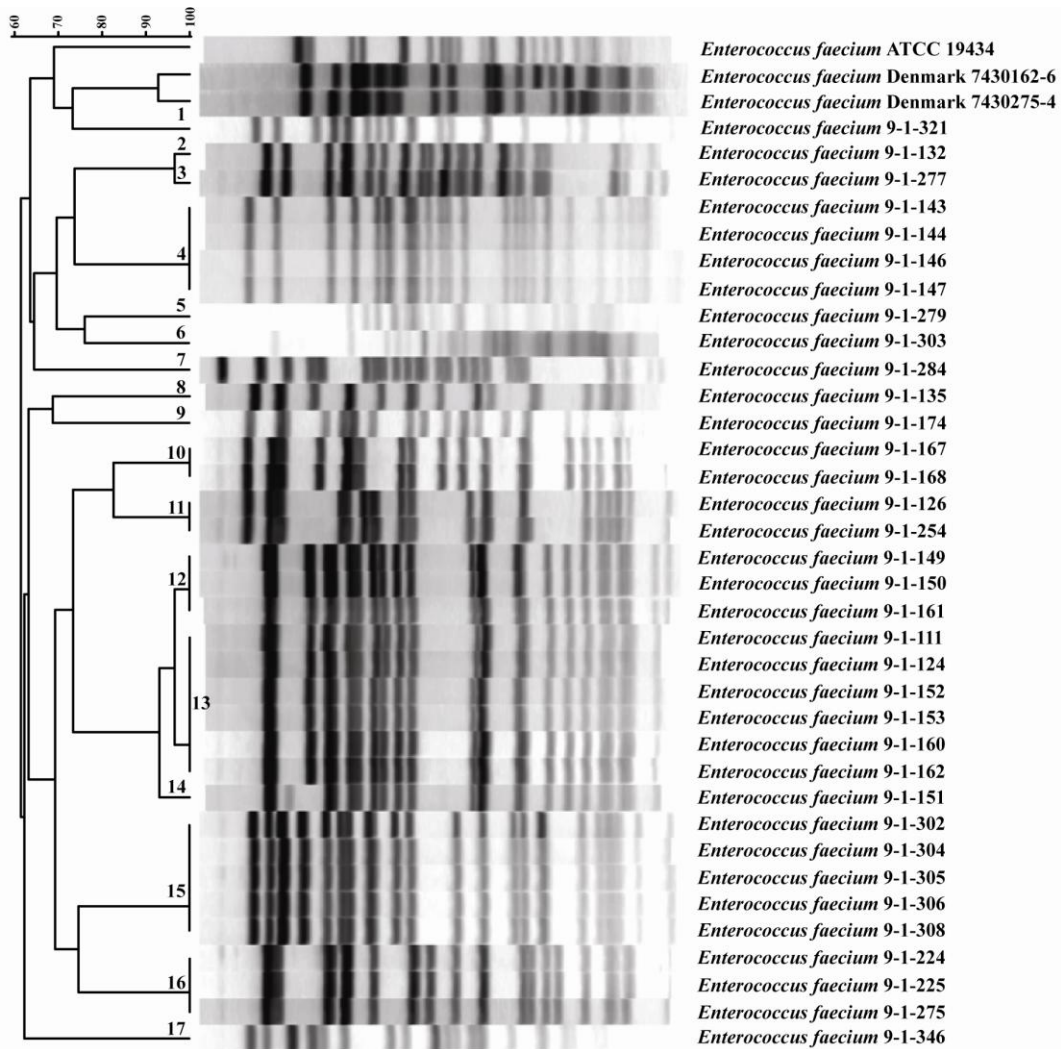 60 70 80 90 100
Enterococcus faecium ATCC 19434
Enterococcus faecium Denmark 7430162-6
Enterococcus faecium Denmark 7430275-4
1 Enterococcus faecium 9-1-321
2 Enterococcus faecium 9-1-132
3 Enterococcus faecium 9-1-277
Enterococcus faecium 9-1-143
Enterococcus faecium 9-1-144
4 Enterococcus faecium 9-1-146
Enterococcus faecium 9-1-147
5 Enterococcus faecium 9-1-279
6 Enterococcus faecium 9-1-303
7 Enterococcus faecium 9-1-284
8 Enterococcus faecium 9-1-135
9 Enterococcus faecium 9-1-174
10 Enterococcus faecium 9-1-167
Enterococcus faecium 9-1-168
11 Enterococcus faecium 9-1-126
Enterococcus faecium 9-1-254
Enterococcus faecium 9-1-149
12 Enterococcus faecium 9-1-150
Enterococcus faecium 9-1-161
Enterococcus faecium 9-1-111
Enterococcus faecium 9-1-124
13 Enterococcus faecium 9-1-152
Enterococcus faecium 9-1-153
Enterococcus faecium 9-1-160
Enterococcus faecium 9-1-162
14 Enterococcus faecium 9-1-151
Enterococcus faecium 9-1-302
Enterococcus faecium 9-1-304
15 Enterococcus faecium 9-1-305
Enterococcus faecium 9-1-306
Enterococcus faecium 9-1-308
Enterococcus faecium 9-1-224
16 Enterococcus faecium 9-1-225
Enterococcus faecium 9-1-275
17 Enterococcus faecium 9-1-346